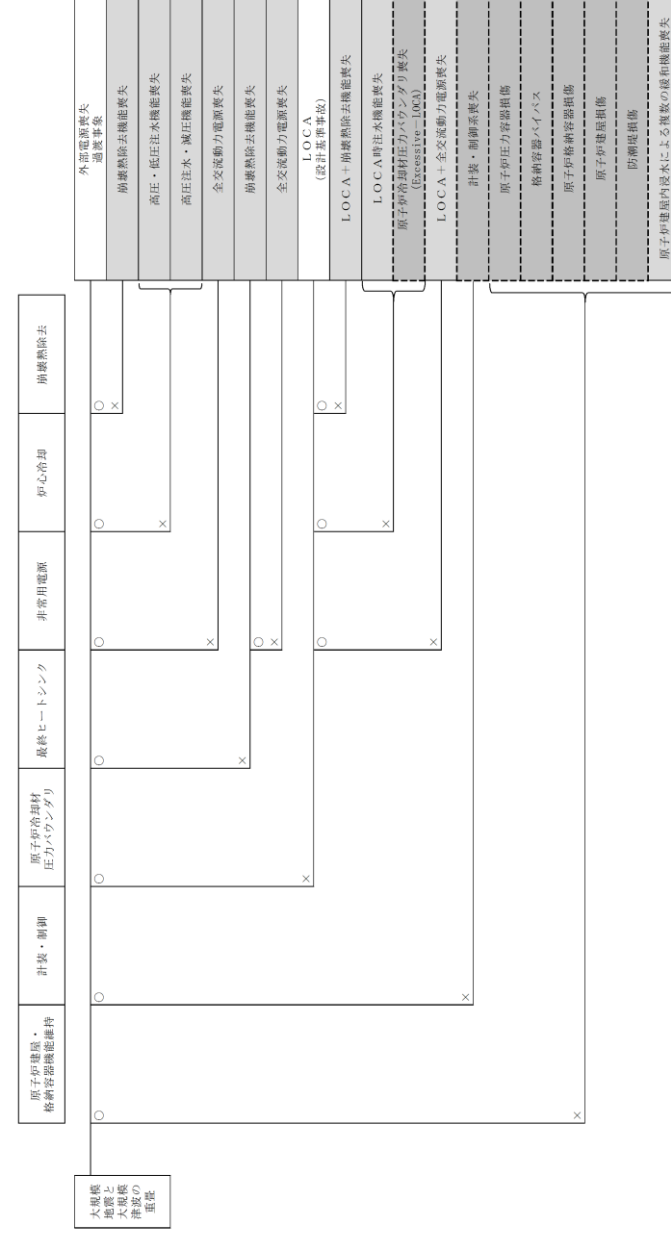 大規模
地震と
大規模
津波の
重畳
原子炉建屋・
格納容器機能維持
計装・制御
原子炉冷却材
圧力バウンダリ
最終ヒートシンク
非常用電源
炉心冷却
崩壊熱除去
○
×
○
×
○
×
○
×
○
×
○
×
○
×
○
×
○
×
○
×
○
×
外部電源喪失
過渡事象
崩壊熱除去機能喪失
高圧・低圧注水機能喪失
高圧注水・減圧機能喪失
全交流動力電源喪失
崩壊熱除去機能喪失
全交流動力電源喪失
LOCA
(設計基準事故)
LOCA+崩壊熱除去機能喪失
LOCA時注水機能喪失
原子炉冷却材圧力バウンダリ喪失
(Excessive-LOCA)
LOCA+全交流動力電源喪失
計装・制御系喪失
原子炉圧力容器損傷
格納容器バイパス
原子炉格納容器損傷
原子炉建屋損傷
防潮堤損傷
原子炉建屋内浸水による複数の緩和機能喪失